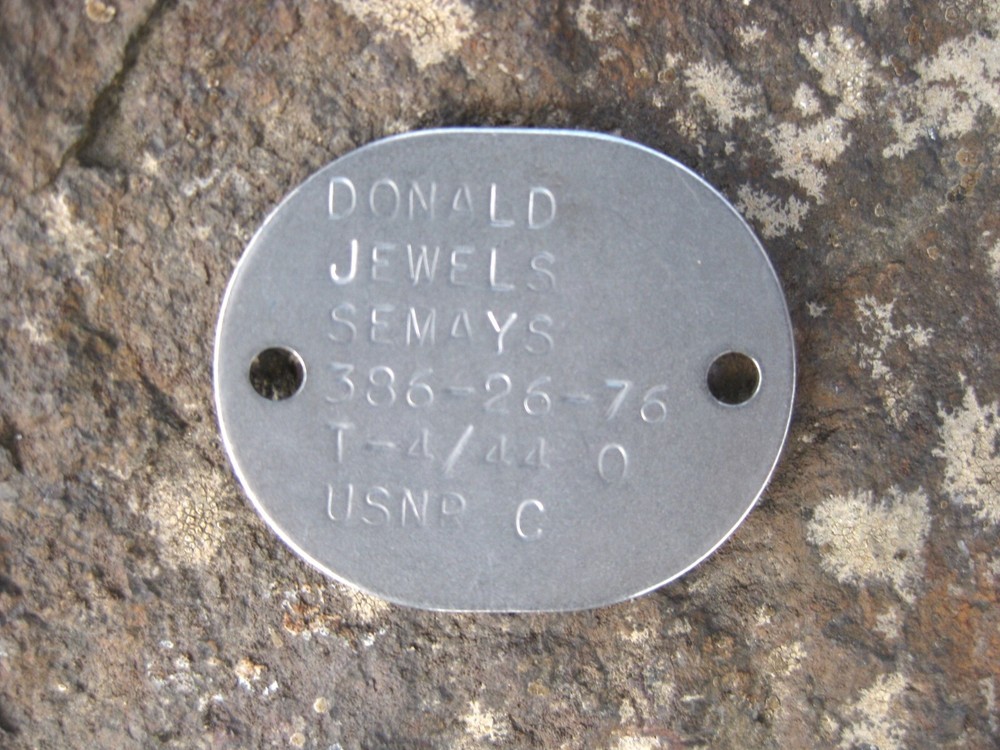 DONALD
JEWELS
SEMAYS
386-26-76
T-4/44 O
USNR C